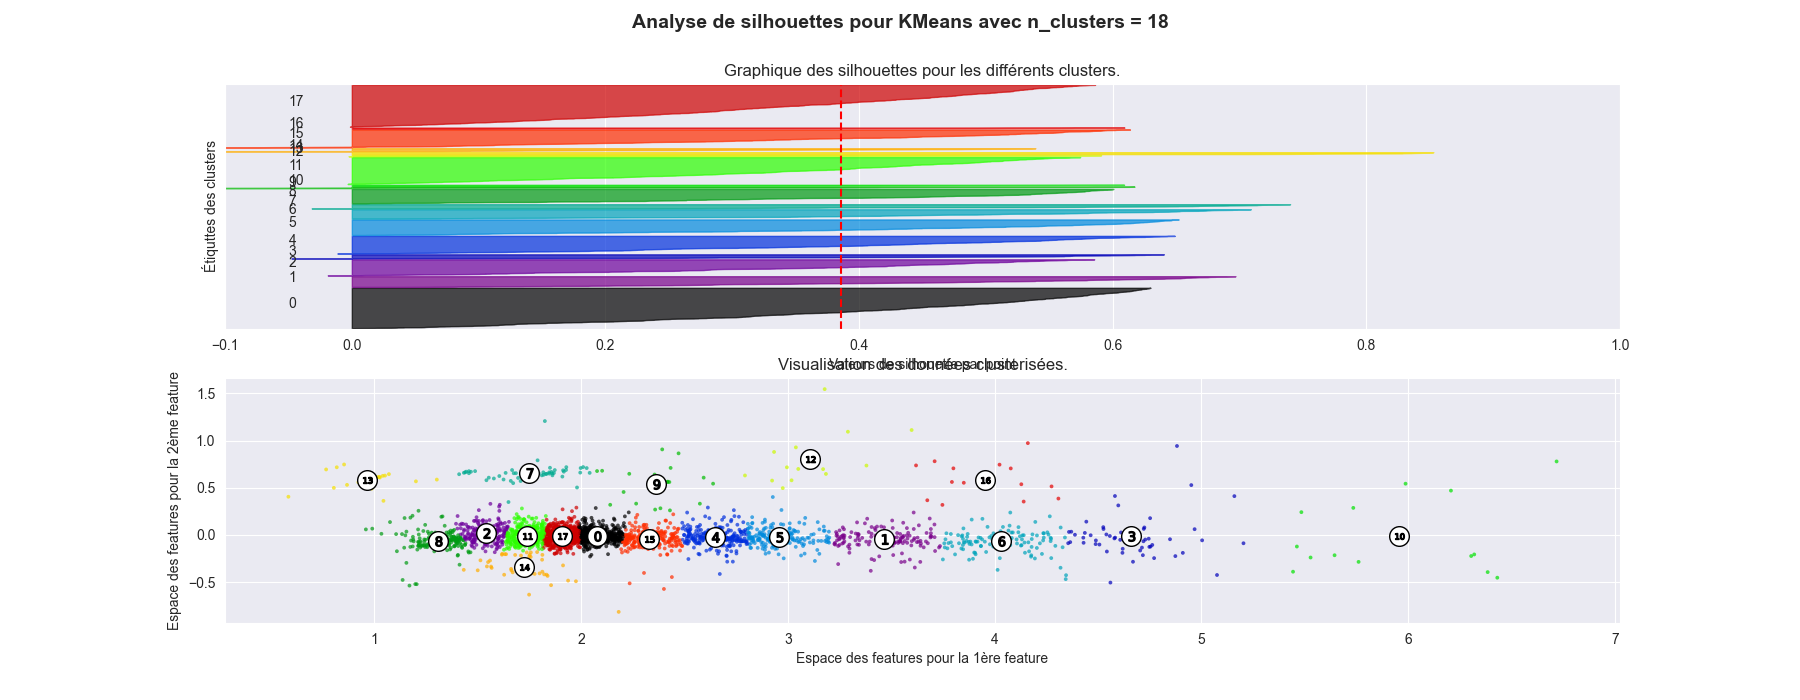 Analyse de silhouettes pour KMeans avec n_clusters = 18
Graphique des silhouettes pour les différents clusters.
Étiquttes des clusters
17
16
15
14
12
11
10
9
8
7
6
5
4
3
2
1
0
−0.1 0.0 0.2 0.4 0.6 0.8 1.0
Visualisation des données clusterisées.
Espace des features pour la 2ème feature
1.5
1.0
0.5
0.0
−0.5
12
13 7 9 16
8 2 11 17 0 15 4 5 1 6 3 10
14
1 2 3 4 5 6 7
Espace des features pour la 1ère feature